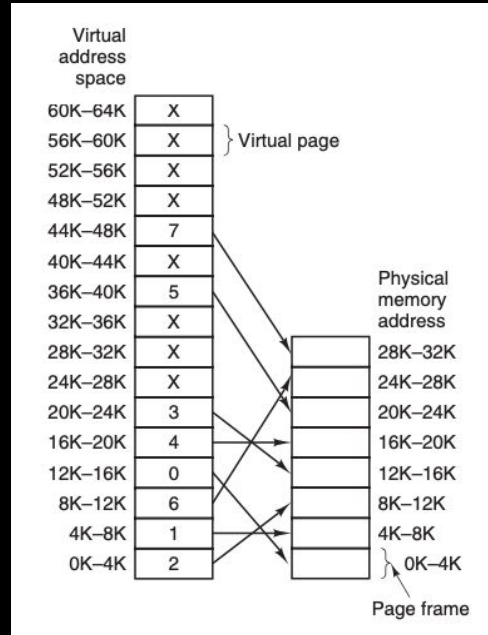 Virtual
address
space
60K–64K X
56K–60K X Virtual page
52K–56K X
48K–52K X
44K–48K 7
40K–44K X
36K–40K 5
Physical
memory
address
32K–36K X
28K–32K X 28K–32K
24K–28K X 24K–28K
20K–24K 3 20K–24K
16K–20K 4 16K–20K
12K–16K 0 12K–16K
8K–12K 6 8K–12K
4K–8K 1 4K–8K
0K–4K 2 0K–4K
Page frame